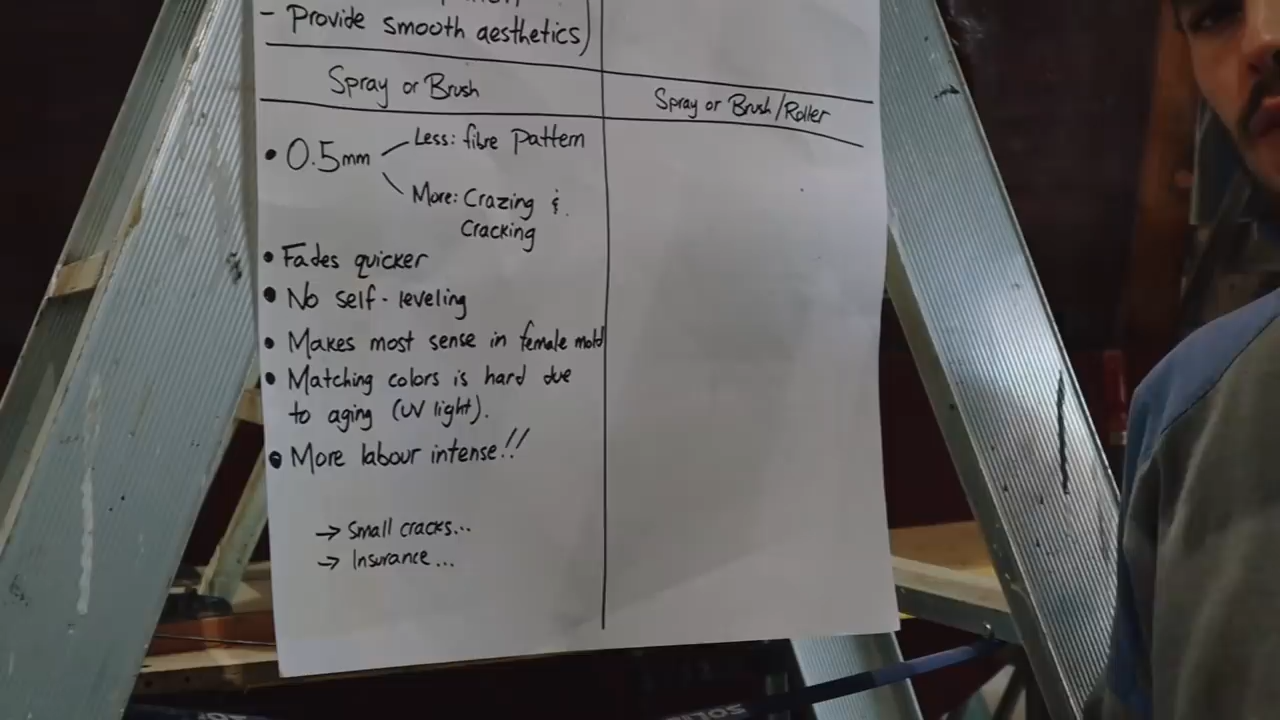 - Provide smooth aesthetics)
Spray or Brush
Spray or Brush/Roller
• 0.5mm
Less: fibre Pattern
More: Crazing &
Cracking
• Fades quicker
• No self-leveling
• Makes most sense in female mold
• Matching colors is hard due
to aging (UV light).
• More labour intense!!
→ Small cracks...
→ Insurance...